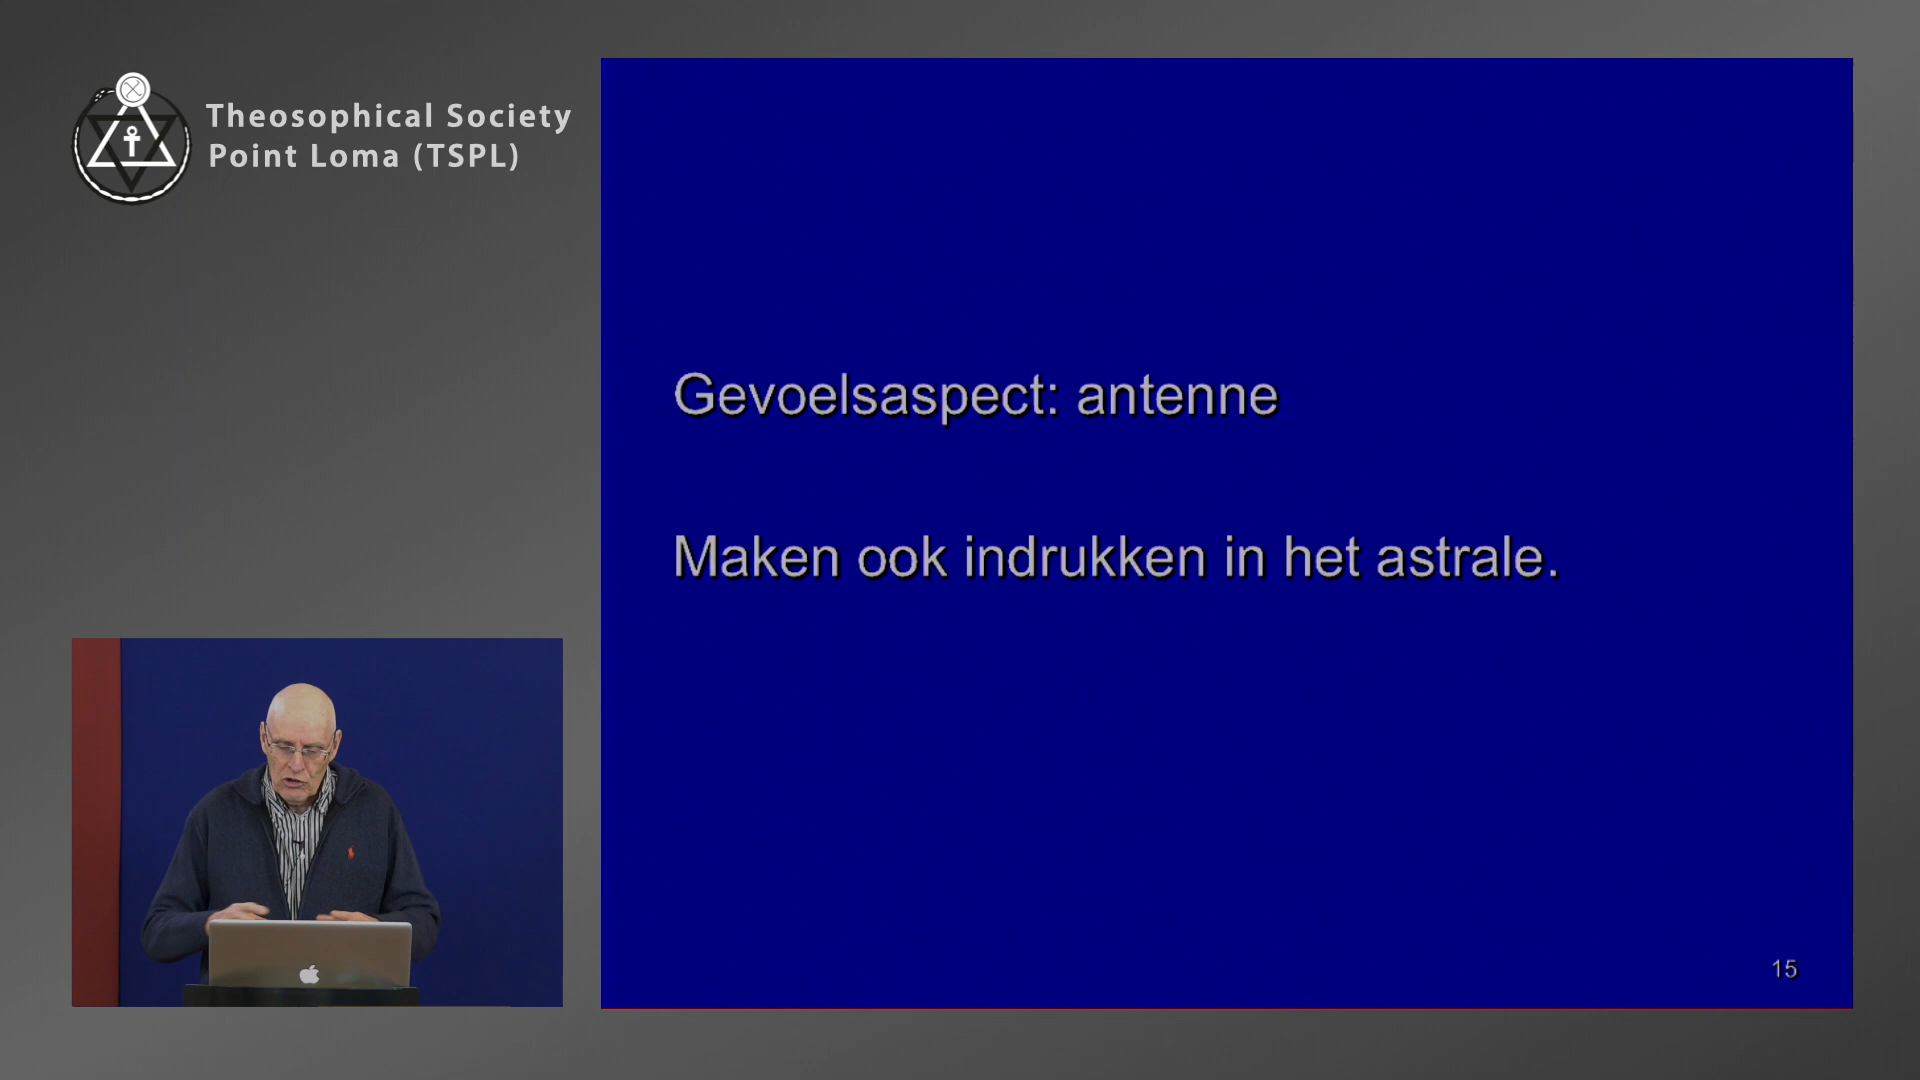 Theosophical Society
Point Loma (TSPL)
Gevoelsaspect: antenne
Maken ook indrukken in het astrale.
15